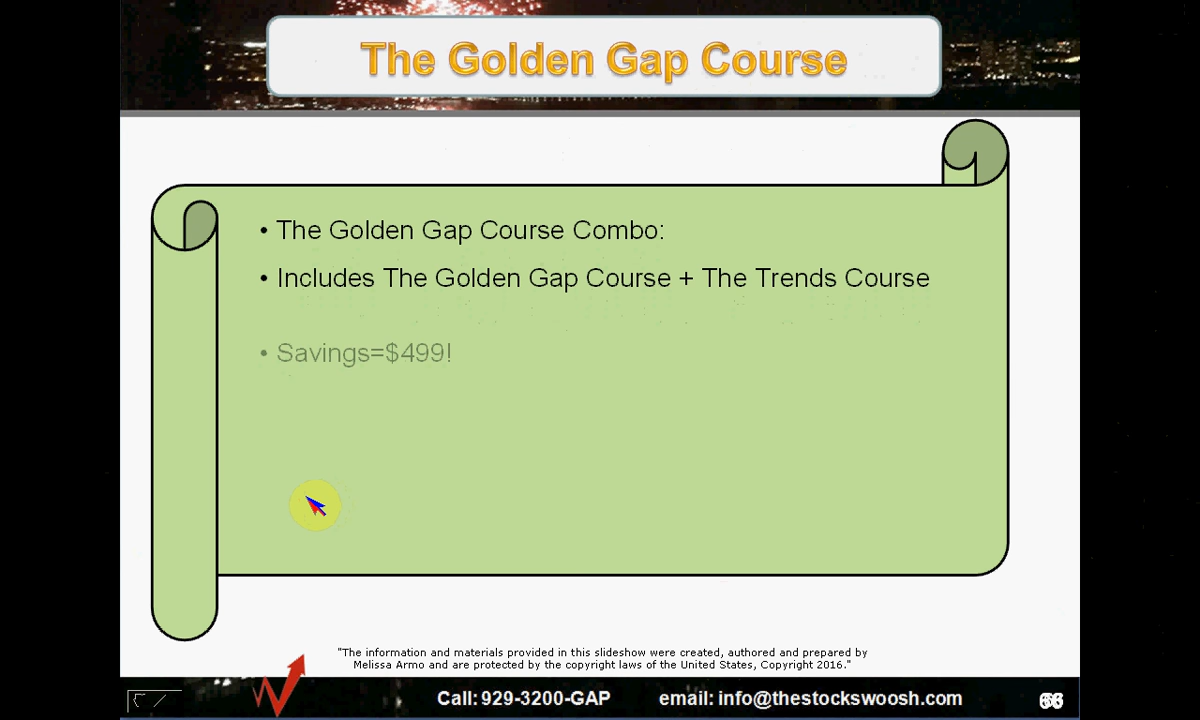 The Golden Gap Course
• The Golden Gap Course Combo:
• Includes The Golden Gap Course + The Trends Course
• Savings=$499!
"The information and materials provided in this slideshow were created, authored and prepared by
Melissa Armo and are protected by the copyright laws of the United States, Copyright 2016."
Call: 929-3200-GAP
email: info@thestockswoosh.com